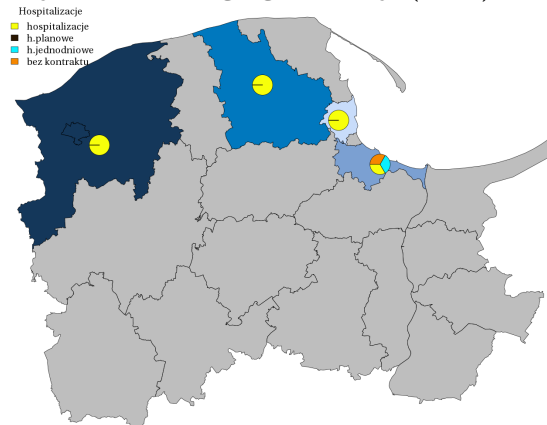 Hospitalizacje
hospitalizacje
h.planowe
h.jednodniowe
bez kontraktu